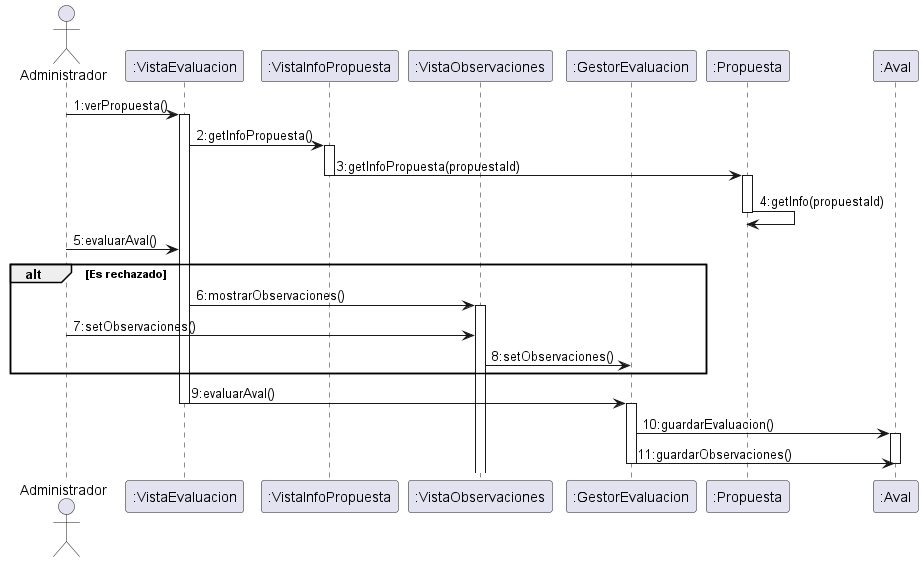 Administrador
:VistaEvaluacion
:VistaInfoPropuesta
:VistaObservaciones
:GestorEvaluacion
:Propuesta
:Aval
1:verPropuesta()
2:getInfoPropuesta()
3:getInfoPropuesta(propuestaId)
4:getInfo(propuestaId)
5:evaluarAval()
alt
[Es rechazado]
6:mostrarObservaciones()
7:setObservaciones()
8:setObservaciones()
9:evaluarAval()
10:guardarEvaluacion()
11:guardarObservaciones()
Administrador
:VistaEvaluacion
:VistaInfoPropuesta
:VistaObservaciones
:GestorEvaluacion
:Propuesta
:Aval